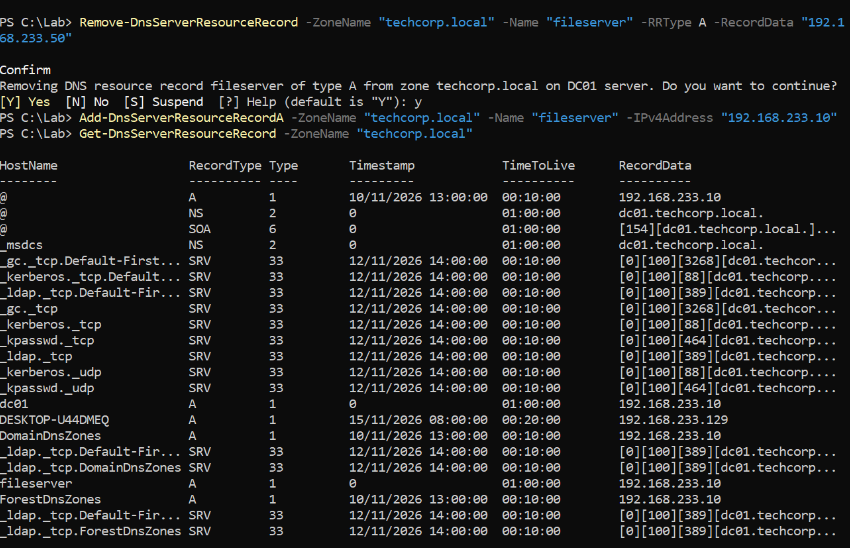 PS C:\Lab> Remove-DnsServerResourceRecord -ZoneName "techcorp.local" -Name "fileserver" -RRType A -RecordData "192.1
68.233.50"
Confirm
Removing DNS resource record fileserver of type A from zone techcorp.local on DC01 server. Do you want to continue?
[Y] Yes  [N] No  [S] Suspend  [?] Help (default is "Y"): y
PS C:\Lab> Add-DnsServerResourceRecordA -ZoneName "techcorp.local" -Name "fileserver" -IPv4Address "192.168.233.10"
PS C:\Lab> Get-DnsServerResourceRecord -ZoneName "techcorp.local"
HostName                  RecordType Type       Timestamp            TimeToLive      RecordData
--------                  ---------- ----       ---------            ----------      ----------
@                         A          1          10/11/2026 13:00:00  00:10:00        192.168.233.10
@                         NS         2          0                    01:00:00        dc01.techcorp.local.
@                         SOA        6          0                    01:00:00        [154][dc01.techcorp.local.]...
_msdcs                    NS         2          0                    01:00:00        dc01.techcorp.local.
_gc._tcp.Default-First... SRV        33         12/11/2026 14:00:00  00:10:00        [0][100][3268][dc01.techcor...
_kerberos._tcp.Default... SRV        33         12/11/2026 14:00:00  00:10:00        [0][100][88][dc01.techcorp....
_ldap._tcp.Default-Fir... SRV        33         12/11/2026 14:00:00  00:10:00        [0][100][389][dc01.techcorp...
_gc._tcp                  SRV        33         12/11/2026 14:00:00  00:10:00        [0][100][3268][dc01.techcor...
_kerberos._tcp            SRV        33         12/11/2026 14:00:00  00:10:00        [0][100][88][dc01.techcorp....
_kpasswd._tcp             SRV        33         12/11/2026 14:00:00  00:10:00        [0][100][464][dc01.techcorp...
_ldap._tcp                SRV        33         12/11/2026 14:00:00  00:10:00        [0][100][389][dc01.techcorp...
_kerberos._udp            SRV        33         12/11/2026 14:00:00  00:10:00        [0][100][88][dc01.techcorp....
_kpasswd._udp             SRV        33         12/11/2026 14:00:00  00:10:00        [0][100][464][dc01.techcorp...
dc01                      A          1          0                    01:00:00        192.168.233.10
DESKTOP-U44DMEQ           A          1          15/11/2026 08:00:00  00:20:00        192.168.233.129
DomainDnsZones            A          1          10/11/2026 13:00:00  00:10:00        192.168.233.10
_ldap._tcp.Default-Fir... SRV        33         12/11/2026 14:00:00  00:10:00        [0][100][389][dc01.techcorp...
_ldap._tcp.DomainDnsZones SRV        33         12/11/2026 14:00:00  00:10:00        [0][100][389][dc01.techcorp...
fileserver                A          1          0                    01:00:00        192.168.233.10
ForestDnsZones            A          1          10/11/2026 13:00:00  00:10:00        192.168.233.10
_ldap._tcp.Default-Fir... SRV        33         12/11/2026 14:00:00  00:10:00        [0][100][389][dc01.techcorp...
_ldap._tcp.ForestDnsZones SRV        33         12/11/2026 14:00:00  00:10:00        [0][100][389][dc01.techcorp...